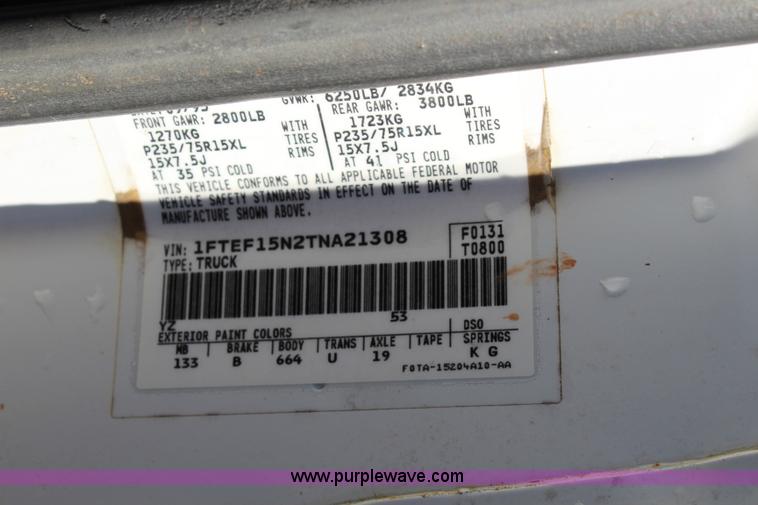 GVWR: 6250LB/ 2834KG
FRONT GAWR: 2800LB REAR GAWR: 3800LB
1270KG WITH 1723KG WITH
P235/75R15XL TIRES P235/75R15XL TIRES
15X7.5J RIMS 15X7.5J RIMS
AT 35 PSI COLD AT 41 PSI COLD
THIS VEHICLE CONFORMS TO ALL APPLICABLE FEDERAL MOTOR
VEHICLE SAFETY STANDARDS IN EFFECT ON THE DATE OF
MANUFACTURE SHOWN ABOVE.
VIN: 1FTEF15N2TNA21308 F0131
TYPE: TRUCK T0800
YZ 53
EXTERIOR PAINT COLORS DSO
WB BRAKE BODY TRANS AXLE TAPE SPRINGS
133 B 664 U 19 K G
F0TA-15204A10-AA
www.purplewave.com